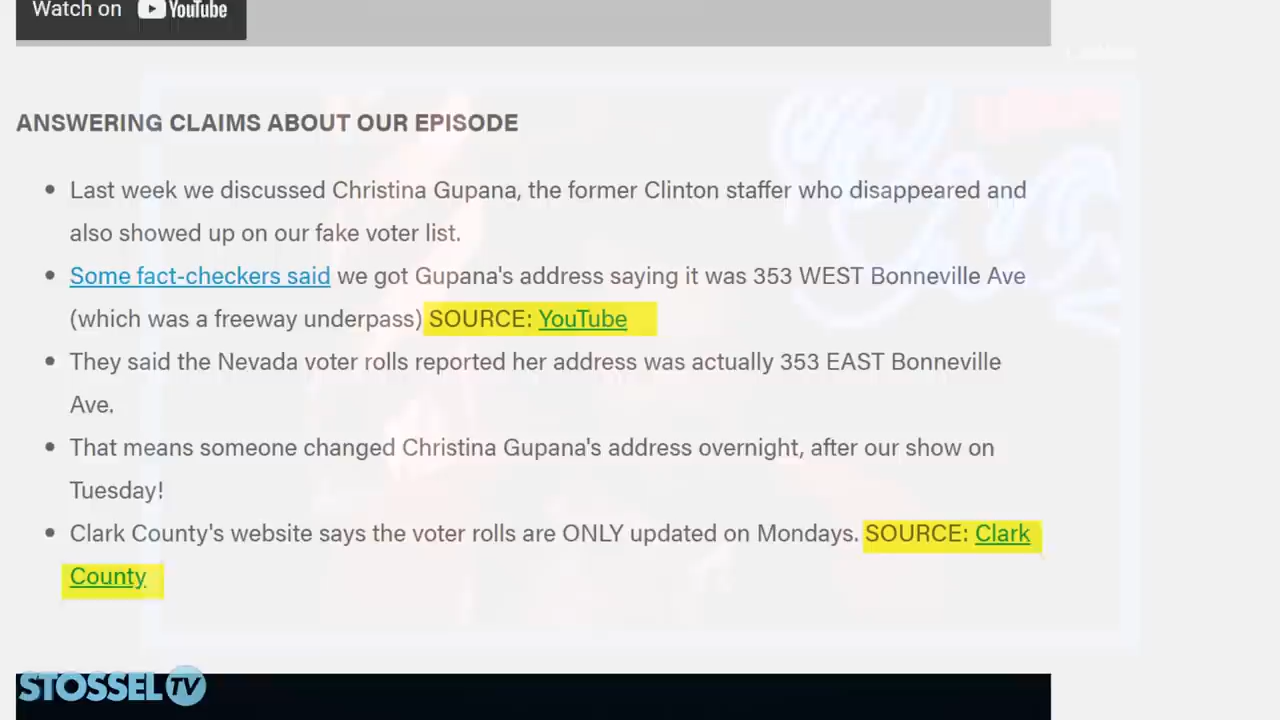 Watch on YouTube
ANSWERING CLAIMS ABOUT OUR EPISODE
Last week we discussed Christina Gupana, the former Clinton staffer who disappeared and
also showed up on our fake voter list.
Some fact-checkers said we got Gupana's address saying it was 353 WEST Bonneville Ave
(which was a freeway underpass) SOURCE: YouTube
They said the Nevada voter rolls reported her address was actually 353 EAST Bonneville
Ave.
That means someone changed Christina Gupana's address overnight, after our show on
Tuesday!
Clark County's website says the voter rolls are ONLY updated on Mondays. SOURCE: Clark
County
STOSSEL TV